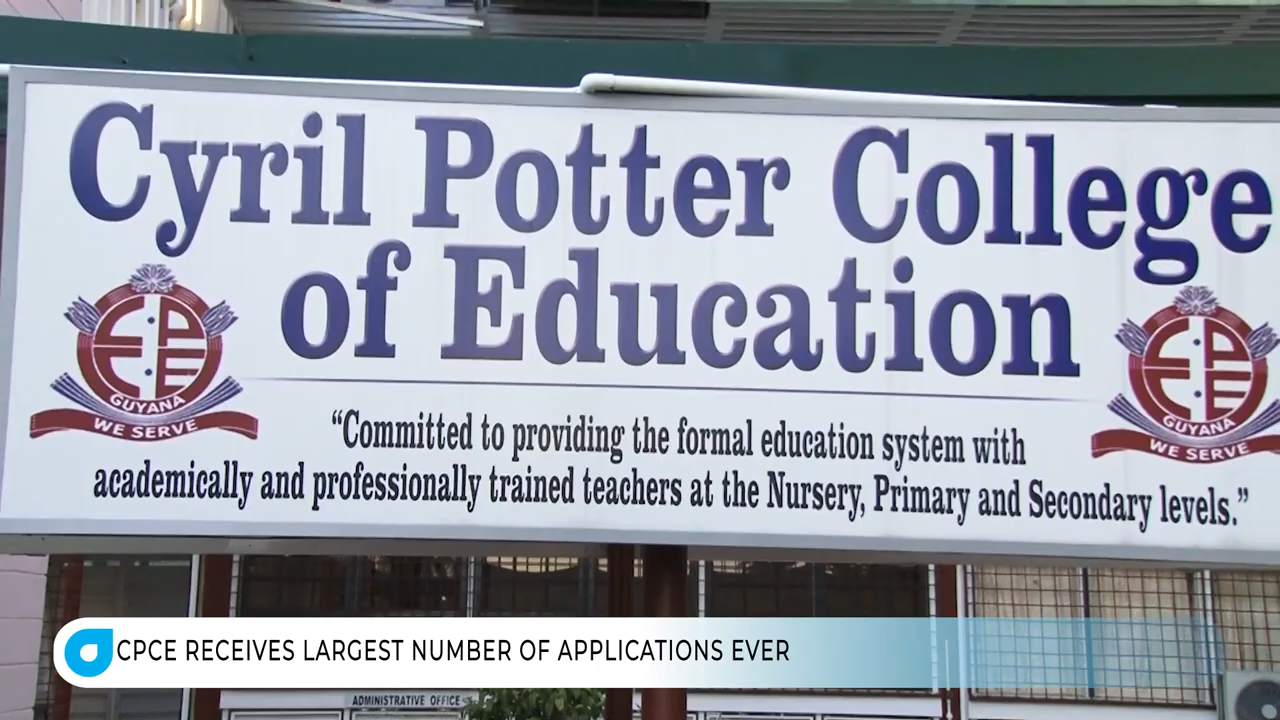 Cyril Potter College
of Education
CPCE
GUYANA
WE SERVE
CPCE
GUYANA
WE SERVE
“Committed to providing the formal education system with
academically and professionally trained teachers at the Nursery, Primary and Secondary levels.”
CPCE RECEIVES LARGEST NUMBER OF APPLICATIONS EVER
ADMINISTRATIVE OFFICE